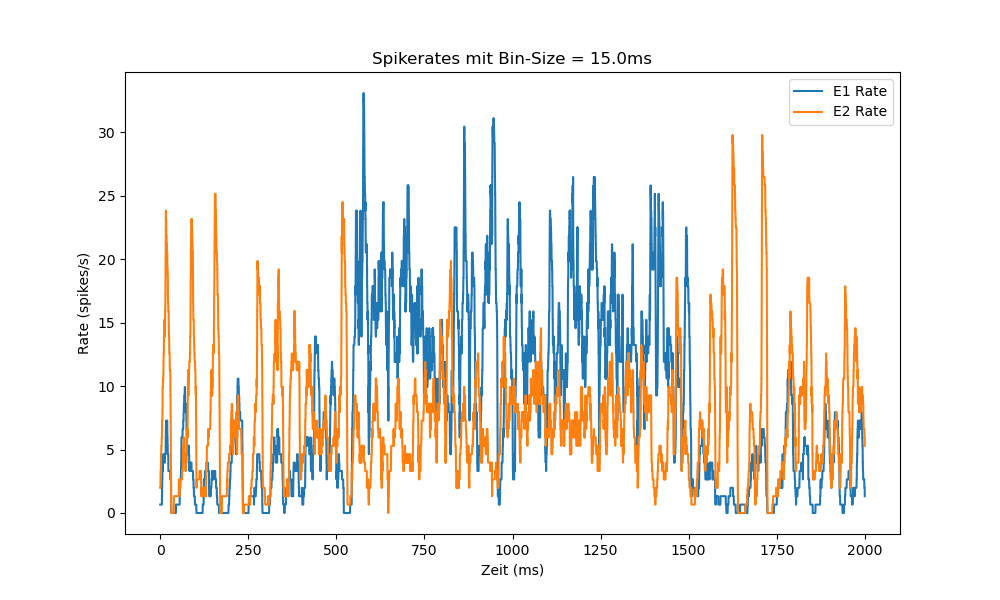 Spikerates mit Bin-Size = 15.0ms
E1 Rate
E2 Rate
Rate (spikes/s)
30
25
20
15
10
5
0
0 250 500 750 1000 1250 1500 1750 2000
Zeit (ms)